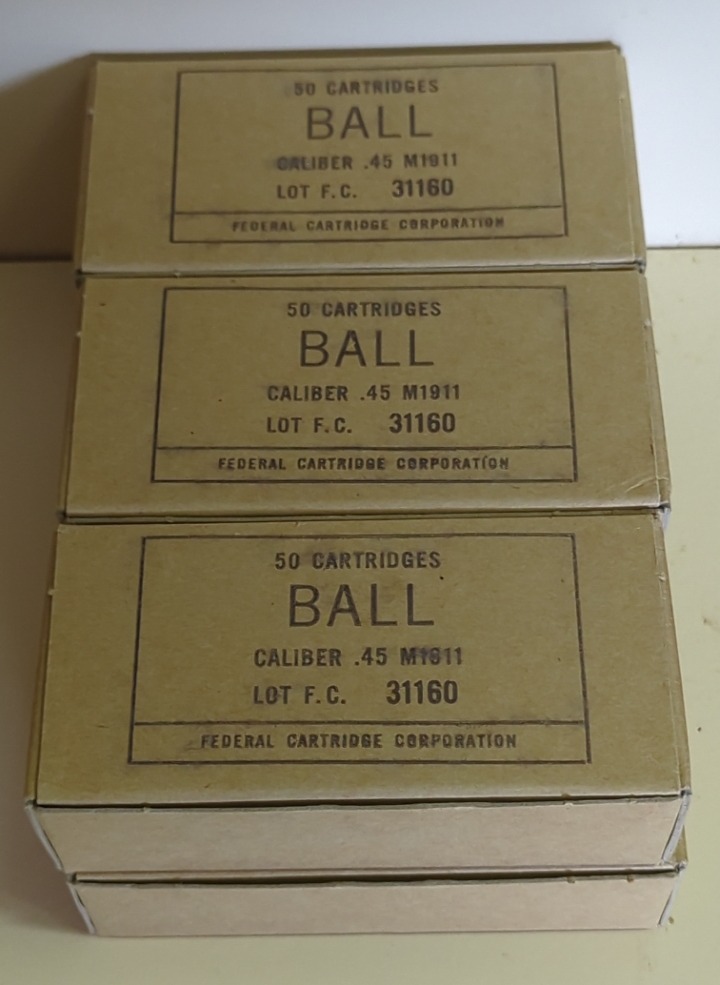 50 CARTRIDGES
BALL
CALIBER .45 M1911
LOT F.C. 31160
FEDERAL CARTRIDGE CORPORATION
50 CARTRIDGES
BALL
CALIBER .45 M1911
LOT F.C. 31160
FEDERAL CARTRIDGE CORPORATION
50 CARTRIDGES
BALL
CALIBER .45 M1911
LOT F.C. 31160
FEDERAL CARTRIDGE CORPORATION